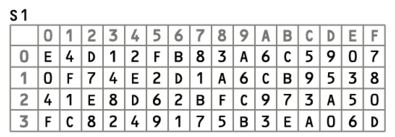 S1
0 1 2 3 4 5 6 7 8 9 A B C D E F
0 E 4 D 1 2 F B 8 3 A 6 C 5 9 0 7
1 0 F 7 4 E 2 D 1 A 6 C B 9 5 3 8
2 4 1 E 8 D 6 2 B F C 9 7 3 A 5 0
3 F C 8 2 4 9 1 7 5 B 3 E A 0 6 D